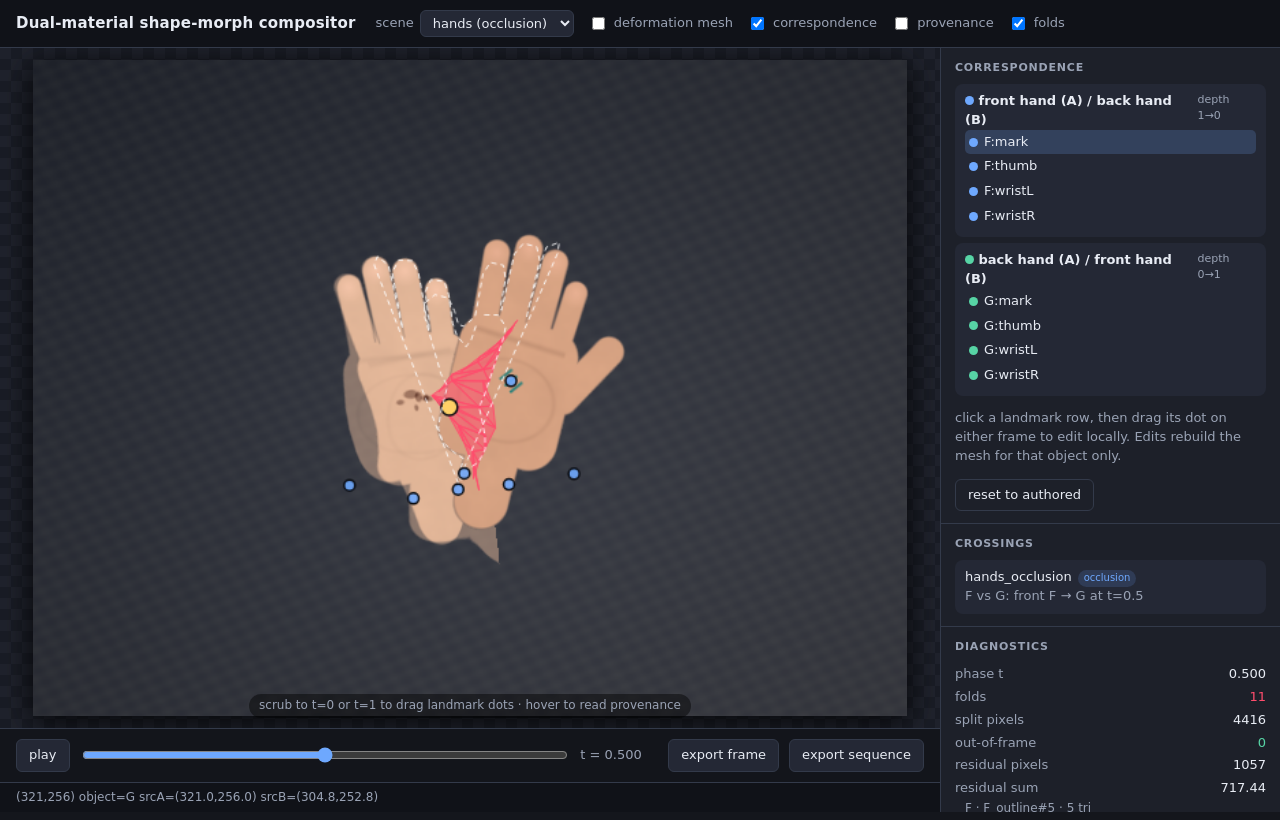 Dual-material shape-morph compositor
scene hands (occlusion) deformation mesh correspondence provenance folds
CORRESPONDENCE
front hand (A) / back hand (B) depth 1→0
F:mark
F:thumb
F:wristL
F:wristR
back hand (A) / front hand (B) depth 0→1
G:mark
G:thumb
G:wristL
G:wristR
click a landmark row, then drag its dot on
either frame to edit locally. Edits rebuild the
mesh for that object only.
reset to authored
CROSSINGS
hands_occlusion occlusion
F vs G: front F → G at t=0.5
DIAGNOSTICS
phase t 0.500
folds 11
split pixels 4416
out-of-frame 0
residual pixels 1057
residual sum 717.44
F · F_outline#5 · 5 tri
scrub to t=0 or t=1 to drag landmark dots · hover to read provenance
play t = 0.500 export frame export sequence
(321,256) object=G srcA=(321.0,256.0) srcB=(304.8,252.8)